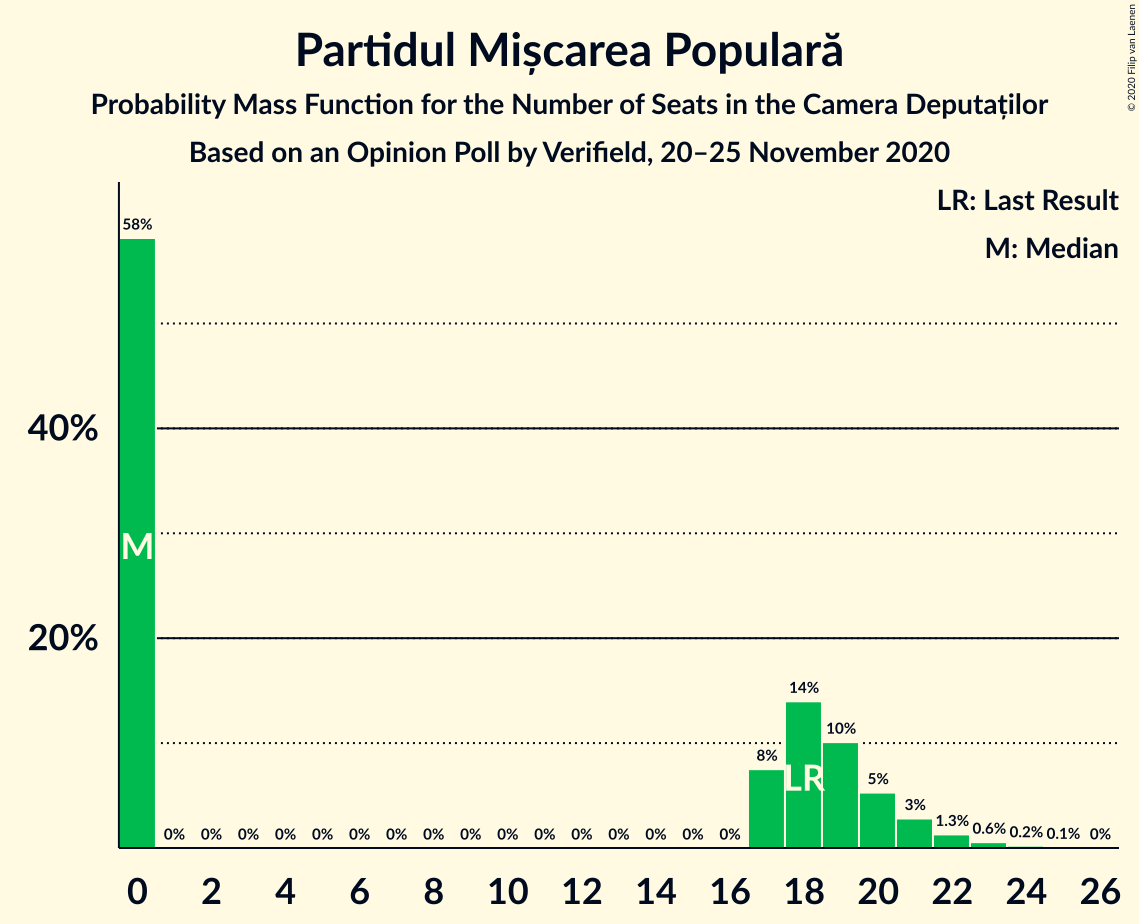 Partidul Mișcarea Populară
Probability Mass Function for the Number of Seats in the Camera Deputaților
Based on an Opinion Poll by Verifield, 20–25 November 2020
© 2020 Filip van Laenen
LR: Last Result
M: Median
58%
40%
M
20%
14%
10%
8%
LR
5%
3%
0% 0% 0% 0% 0% 0% 0% 0% 0% 0% 0% 0% 0% 0% 0% 0% 1.3% 0.6% 0.2% 0.1% 0%
0 2 4 6 8 10 12 14 16 18 20 22 24 26